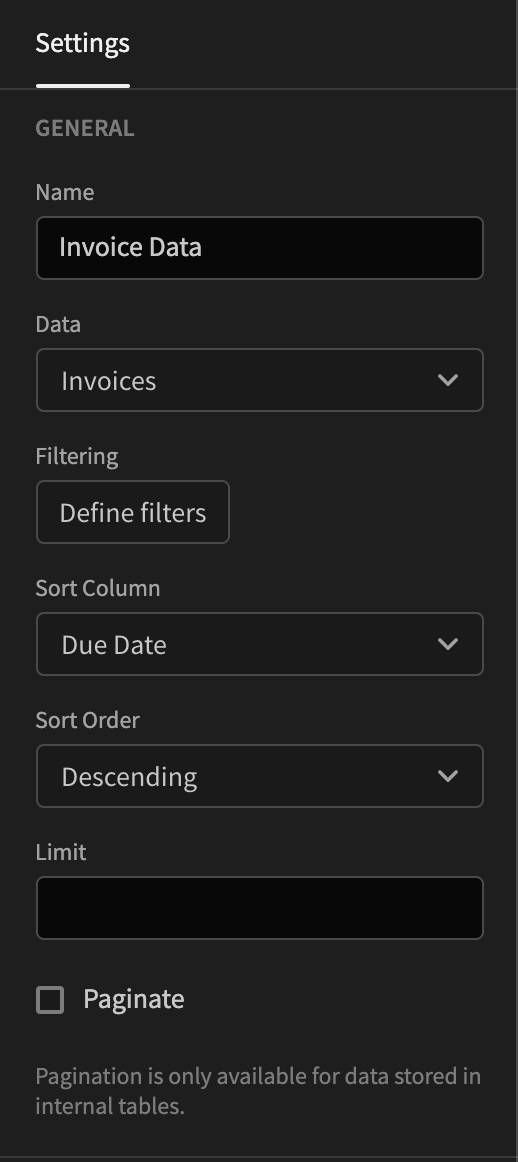 Settings
GENERAL
Name
Invoice Data
Data
Invoices
Filtering
Define filters
Sort Column
Due Date
Sort Order
Descending
Limit
Paginate
Pagination is only available for data stored in
internal tables.